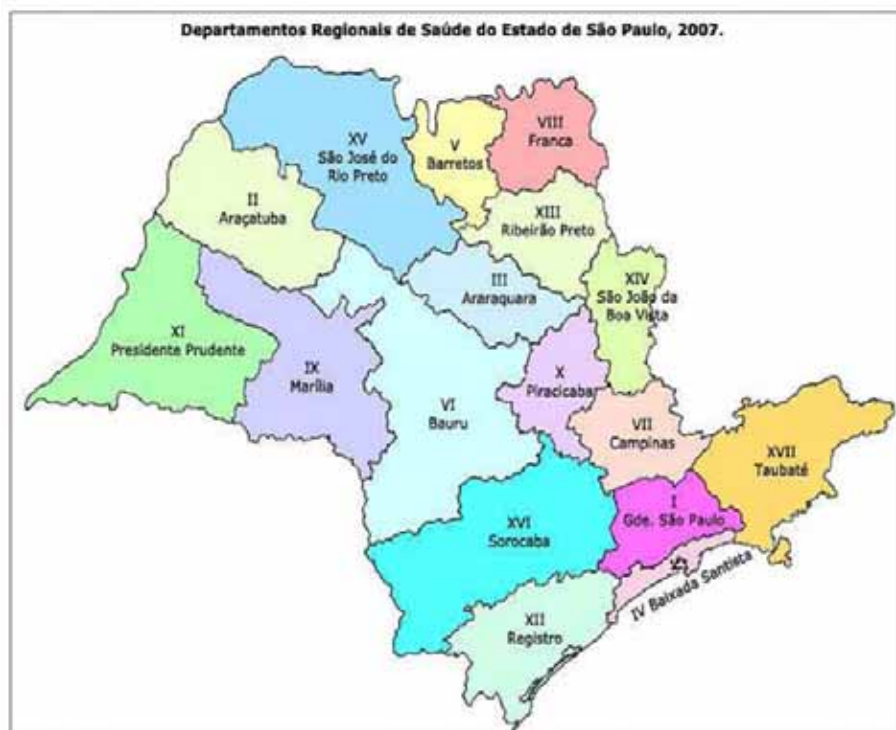 Departamentos Regionais de Saúde do Estado de São Paulo, 2007.
XV
São José do
Rio Preto
V
Barretos
VIII
Franca
II
Araçatuba
XIII
Ribeirão Preto
III
Araraquara
XIV
São João da
Boa Vista
XI
Presidente Prudente
IX
Marília
X
Piracicaba
VI
Bauru
VII
Campinas
XVII
Taubaté
I
Gde. São Paulo
XVI
Sorocaba
IV Baixada Santista
XII
Registro